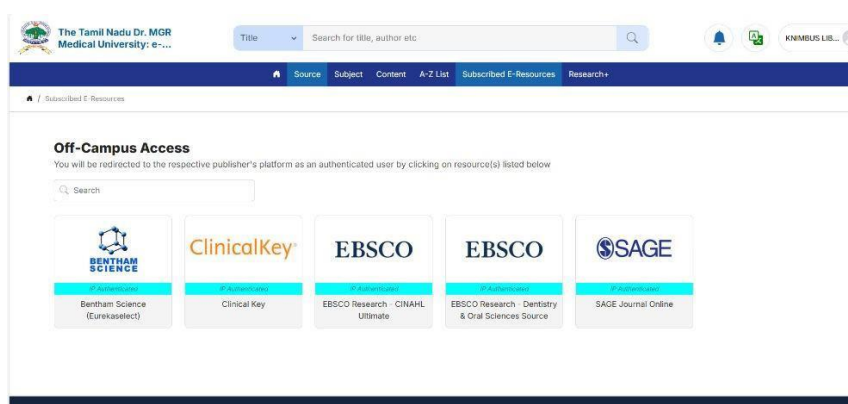 The Tamil Nadu Dr. MGR
Medical University: e-...
Title
Search for title, author etc
KNIMBUS LIB...
Source
Subject
Content
A-Z List
Subscribed E-Resources
Research+
/ Subscribed E-Resources
Off-Campus Access
You will be redirected to the respective publisher's platform as an authenticated user by clicking on resource(s) listed below
Search
BENTHAM
SCIENCE
IP Authenticated
Bentham Science
(Eurekaselect)
ClinicalKey®
IP Authenticated
Clinical Key
EBSCO
IP Authenticated
EBSCO Research - CINAHL
Ultimate
EBSCO
IP Authenticated
EBSCO Research - Dentistry
& Oral Sciences Source
SAGE
IP Authenticated
SAGE Journal Online